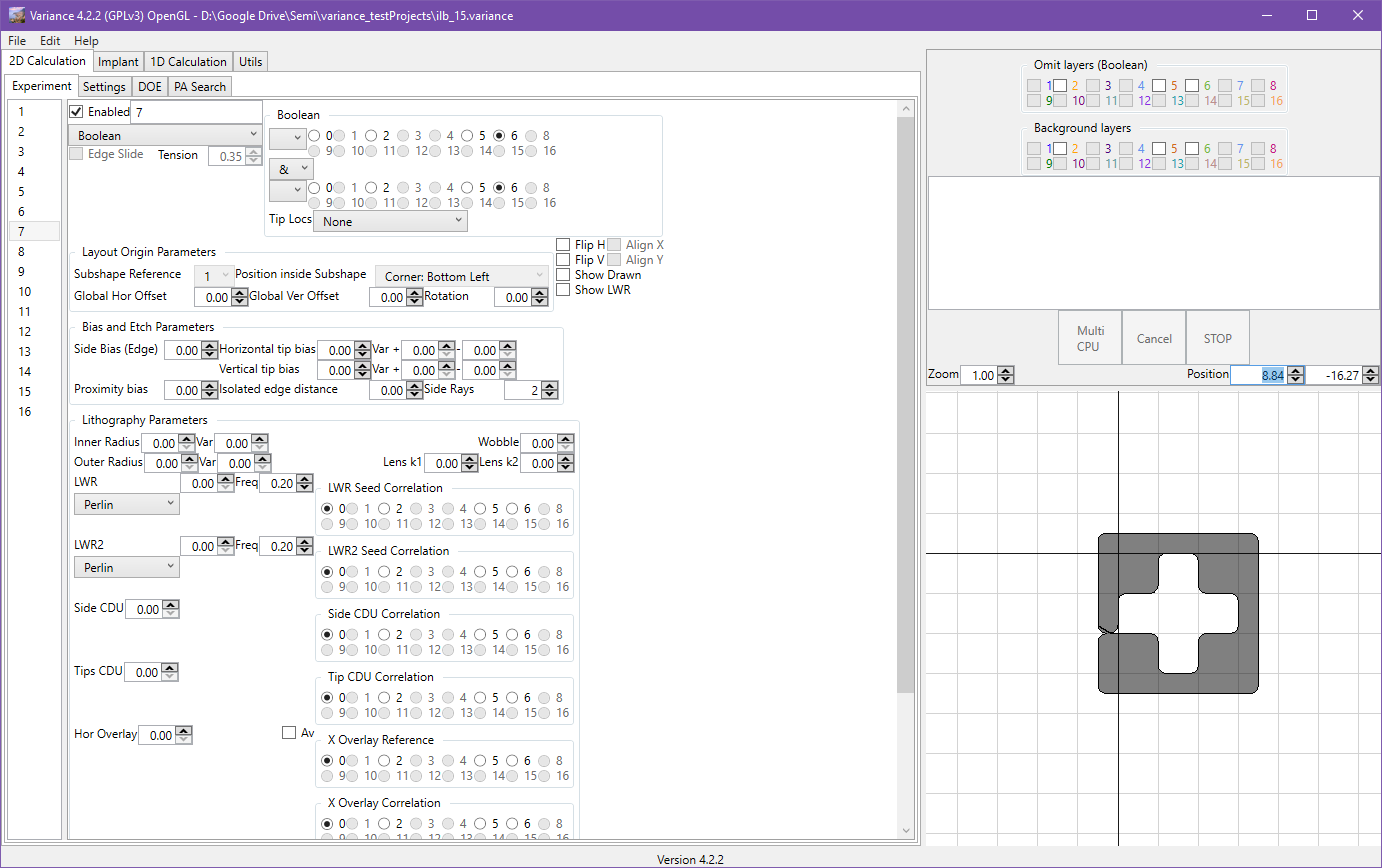 Variance 4.2.2 (GPLv3) OpenGL - D:\Google Drive\Semi\variance_testProjects\ilb_15.variance
File Edit Help
2D Calculation Implant 1D Calculation Utils
Experiment Settings DOE PA Search
1
2
3
4
5
6
7
8
9
10
11
12
13
14
15
16
Enabled 7
Boolean
Edge Slide Tension 0.35
Boolean
0 1 2 3 4 5 6 8
9 10 11 12 13 14 15 16
&
0 1 2 3 4 5 6 8
9 10 11 12 13 14 15 16
Tip Locs None
Layout Origin Parameters
Subshape Reference 1 Position inside Subshape Corner: Bottom Left
Global Hor Offset 0.00 Global Ver Offset 0.00 Rotation 0.00
Flip H Align X
Flip V Align Y
Show Drawn
Show LWR
Bias and Etch Parameters
Side Bias (Edge) 0.00 Horizontal tip bias 0.00 Var + 0.00 - 0.00
Vertical tip bias 0.00 Var + 0.00 - 0.00
Proximity bias 0.00 Isolated edge distance 0.00 Side Rays 2
Lithography Parameters
Inner Radius 0.00 Var 0.00 Wobble 0.00
Outer Radius 0.00 Var 0.00 Lens k1 0.00 Lens k2 0.00
LWR 0.00 Freq 0.20
Perlin
LWR Seed Correlation
0 1 2 3 4 5 6 8
9 10 11 12 13 14 15 16
LWR2 0.00 Freq 0.20
Perlin
LWR2 Seed Correlation
0 1 2 3 4 5 6 8
9 10 11 12 13 14 15 16
Side CDU 0.00
Side CDU Correlation
0 1 2 3 4 5 6 8
9 10 11 12 13 14 15 16
Tips CDU 0.00
Tip CDU Correlation
0 1 2 3 4 5 6 8
9 10 11 12 13 14 15 16
Hor Overlay 0.00 Av
X Overlay Reference
0 1 2 3 4 5 6 8
9 10 11 12 13 14 15 16
X Overlay Correlation
0 1 2 3 4 5 6 8
9 10 11 12 13 14 15 16
Omit layers (Boolean)
1 2 3 4 5 6 7 8
9 10 11 12 13 14 15 16
Background layers
1 2 3 4 5 6 7 8
9 10 11 12 13 14 15 16
Multi
CPU
Cancel
STOP
Zoom 1.00 Position 8.84 -16.27
Version 4.2.2